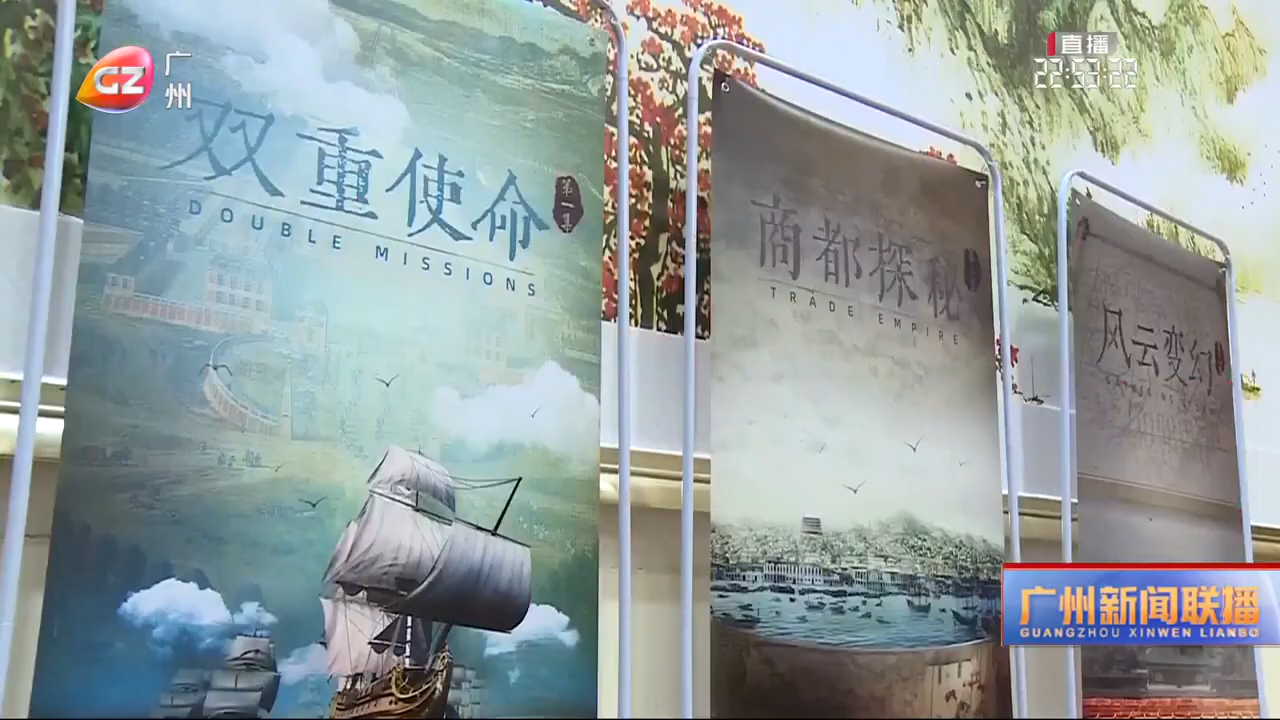 GZ
广州
直播
22:53:22
双重使命
第一集
DOUBLE MISSIONS
商都探秘
TRADE EMPIRE
风云变幻
广州新闻联播
GUANGZHOU XINWEN LIANBO